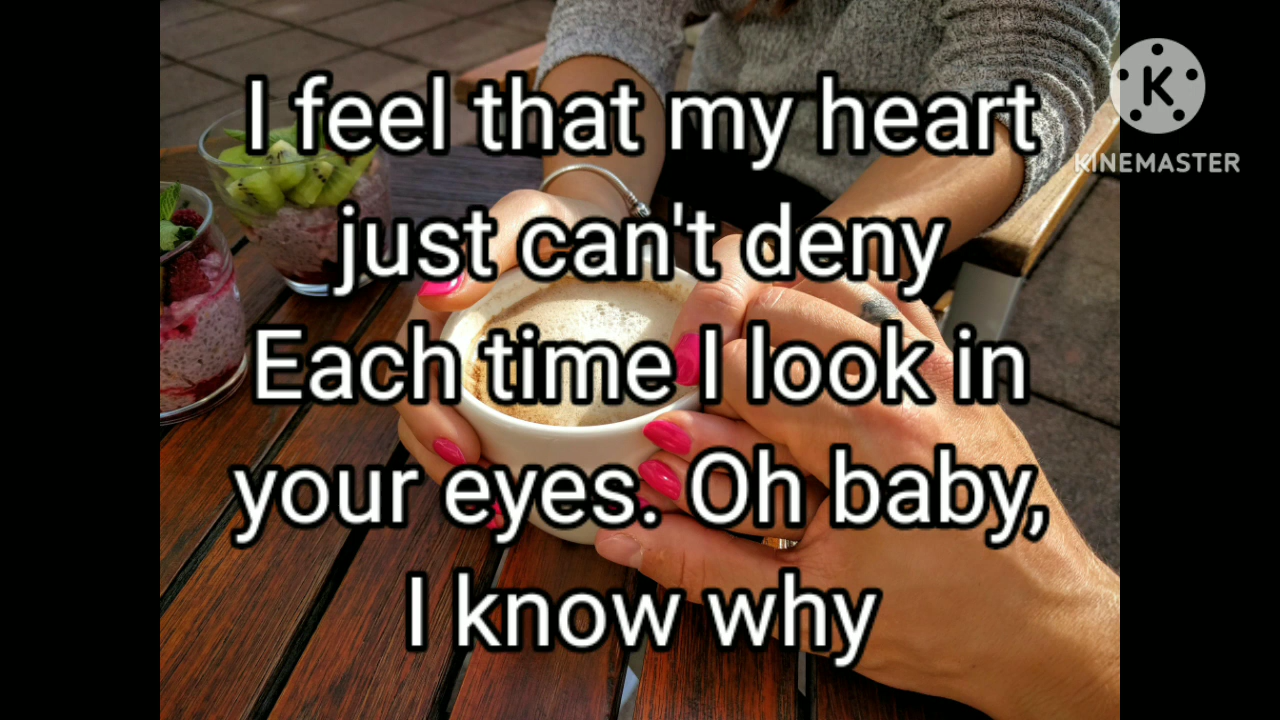 I feel that my heart
just can't deny
Each time I look in
your eyes. Oh baby,
I know why
K
KINEMASTER